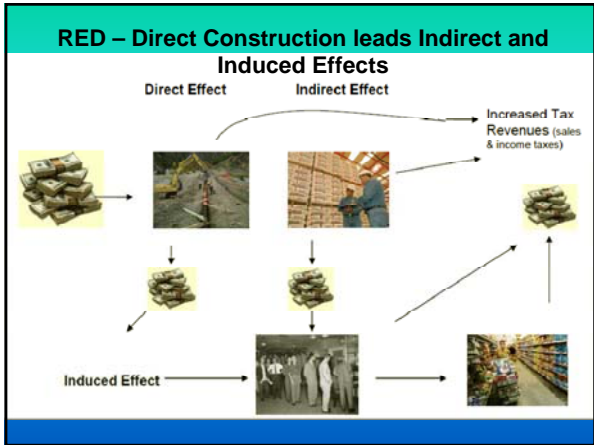 RED – Direct Construction leads Indirect and
Induced Effects
Direct Effect
Indirect Effect
Increased Tax
Revenues (sales
& income taxes)
Induced Effect